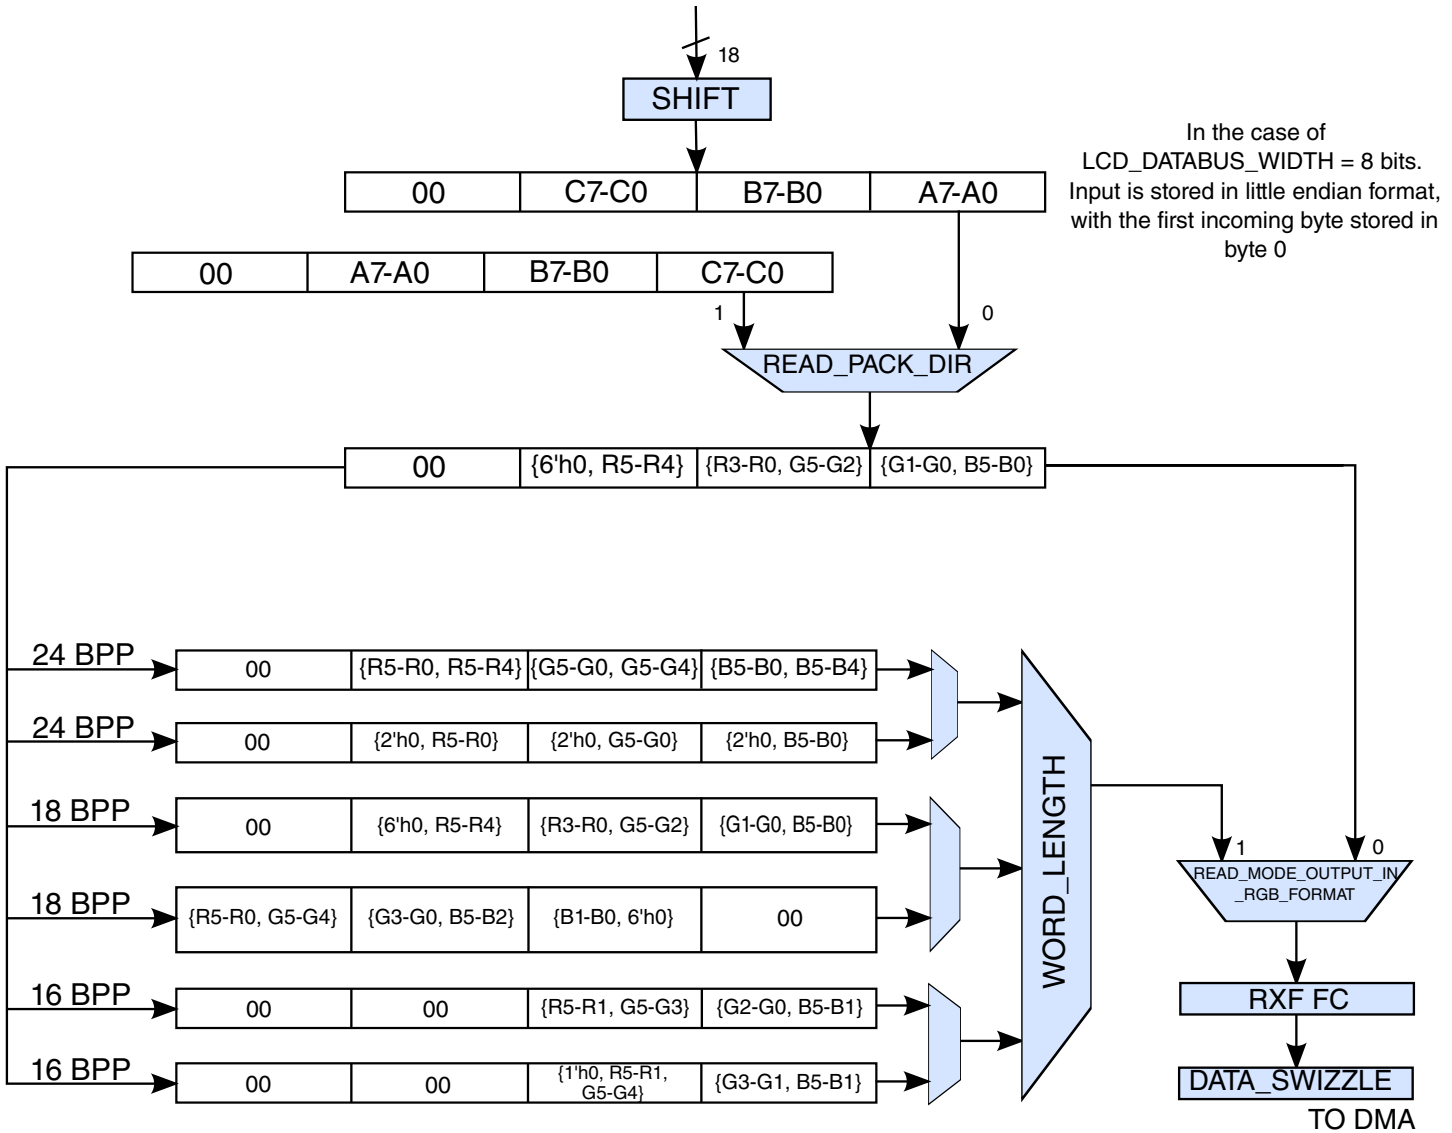 18
SHIFT
In the case of
LCD_DATABUS_WIDTH = 8 bits.
Input is stored in little endian format,
with the first incoming byte stored in
byte 0
00 C7-C0 B7-B0 A7-A0
00 A7-A0 B7-B0 C7-C0
1 0
READ_PACK_DIR
00 {6'h0, R5-R4} {R3-R0, G5-G2} {G1-G0, B5-B0}
24 BPP 00 {R5-R0, R5-R4} {G5-G0, G5-G4} {B5-B0, B5-B4}
24 BPP 00 {2'h0, R5-R0} {2'h0, G5-G0} {2'h0, B5-B0}
18 BPP 00 {6'h0, R5-R4} {R3-R0, G5-G2} {G1-G0, B5-B0}
18 BPP {R5-R0, G5-G4} {G3-G0, B5-B2} {B1-B0, 6'h0} 00
16 BPP 00 00 {R5-R1, G5-G3} {G2-G0, B5-B1}
16 BPP 00 00 {1'h0, R5-R1,
G5-G4} {G3-G1, B5-B1}
WORD_LENGTH
1 0
READ_MODE_OUTPUT_IN
_RGB_FORMAT
RXF FC
DATA_SWIZZLE
TO DMA